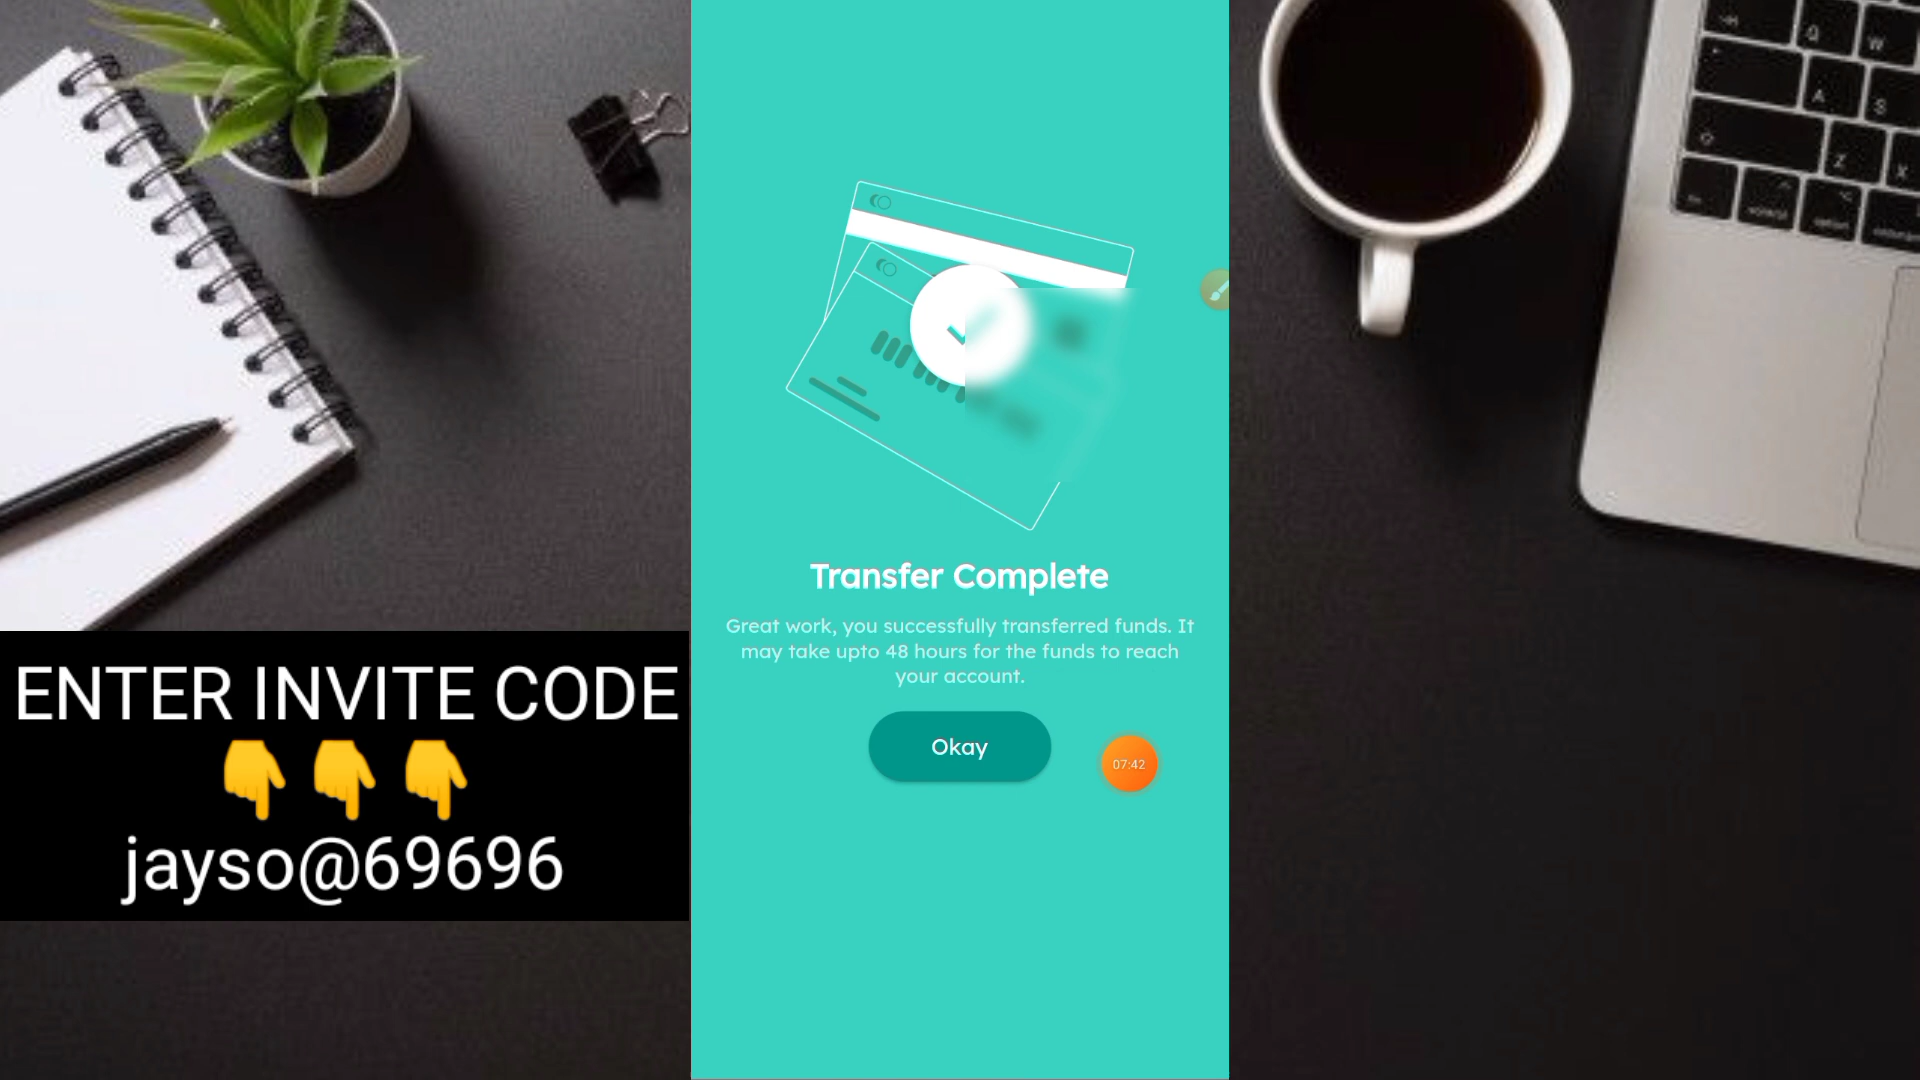 ENTER INVITE CODE
👇👇👇
jayso@69696
Transfer Complete
Great work, you successfully transferred funds. It
may take upto 48 hours for the funds to reach
your account.
Okay
07:42
Q
W
A
S
Z
X